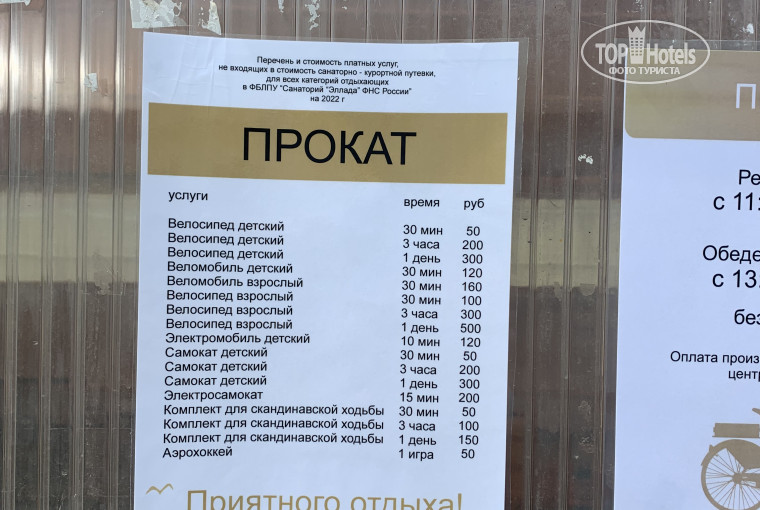 Перечень и стоимость платных услуг,
не входящих в стоимость санаторно - курортной путевки,
для всех категорий отдыхающих
в ФБЛПУ "Санаторий "Эллада" ФНС России"
на 2022 г
ПРОКАТ
услуги время руб
Велосипед детский 30 мин 50
Велосипед детский 3 часа 200
Велосипед детский 1 день 300
Веломобиль детский 30 мин 120
Веломобиль взрослый 30 мин 160
Велосипед взрослый 30 мин 100
Велосипед взрослый 3 часа 300
Велосипед взрослый 1 день 500
Электромобиль детский 10 мин 120
Самокат детский 30 мин 50
Самокат детский 3 часа 200
Самокат детский 1 день 300
Электросамокат 15 мин 200
Комплект для скандинавской ходьбы 30 мин 50
Комплект для скандинавской ходьбы 3 часа 100
Комплект для скандинавской ходьбы 1 день 150
Аэрохоккей 1 игра 50
Приятного отдыха!
TOP Hotels
ФОТО ТУРИСТА
П
Ре
с 11:
Обеде
с 13.
без
Оплата произ
центр